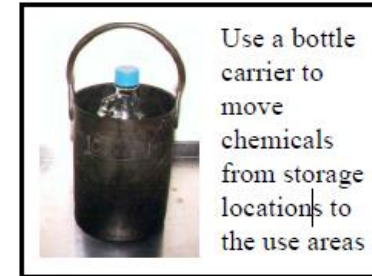 Use a bottle
carrier to
move
chemicals
from storage
locations to
the use areas